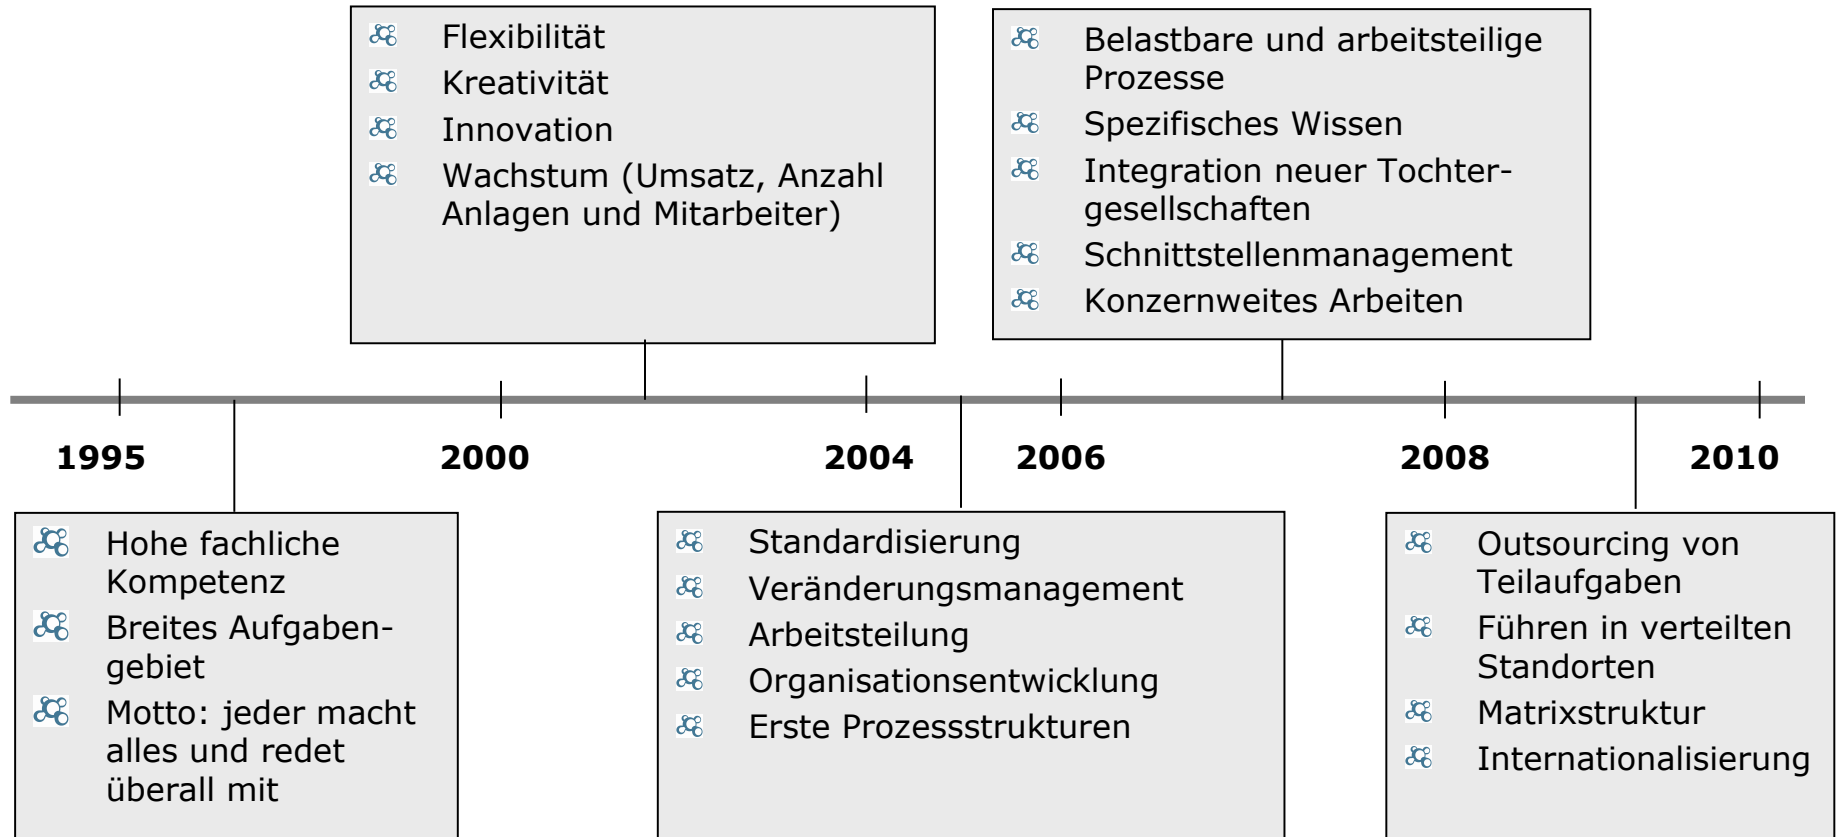 Flexibilität
Kreativität
Innovation
Wachstum (Umsatz, Anzahl
Anlagen und Mitarbeiter)
Belastbare und arbeitsteilige
Prozesse
Spezifisches Wissen
Integration neuer Tochter-
gesellschaften
Schnittstellenmanagement
Konzernweites Arbeiten
1995
2000
2004
2006
2008
2010
Hohe fachliche
Kompetenz
Breites Aufgaben-
gebiet
Motto: jeder macht
alles und redet
überall mit
Standardisierung
Veränderungsmanagement
Arbeitsteilung
Organisationsentwicklung
Erste Prozessstrukturen
Outsourcing von
Teilaufgaben
Führen in verteilten
Standorten
Matrixstruktur
Internationalisierung